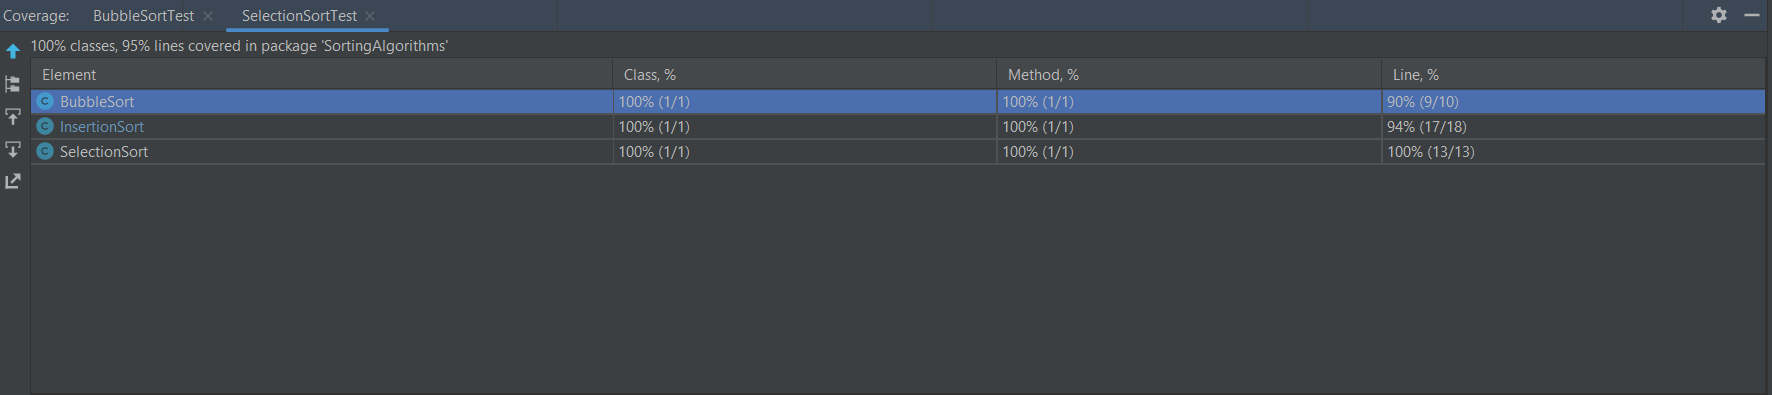 Coverage: BubbleSortTest SelectionSortTest
100% classes, 95% lines covered in package 'SortingAlgorithms'
Element Class, % Method, % Line, %
C BubbleSort 100% (1/1) 100% (1/1) 90% (9/10)
C InsertionSort 100% (1/1) 100% (1/1) 94% (17/18)
C SelectionSort 100% (1/1) 100% (1/1) 100% (13/13)